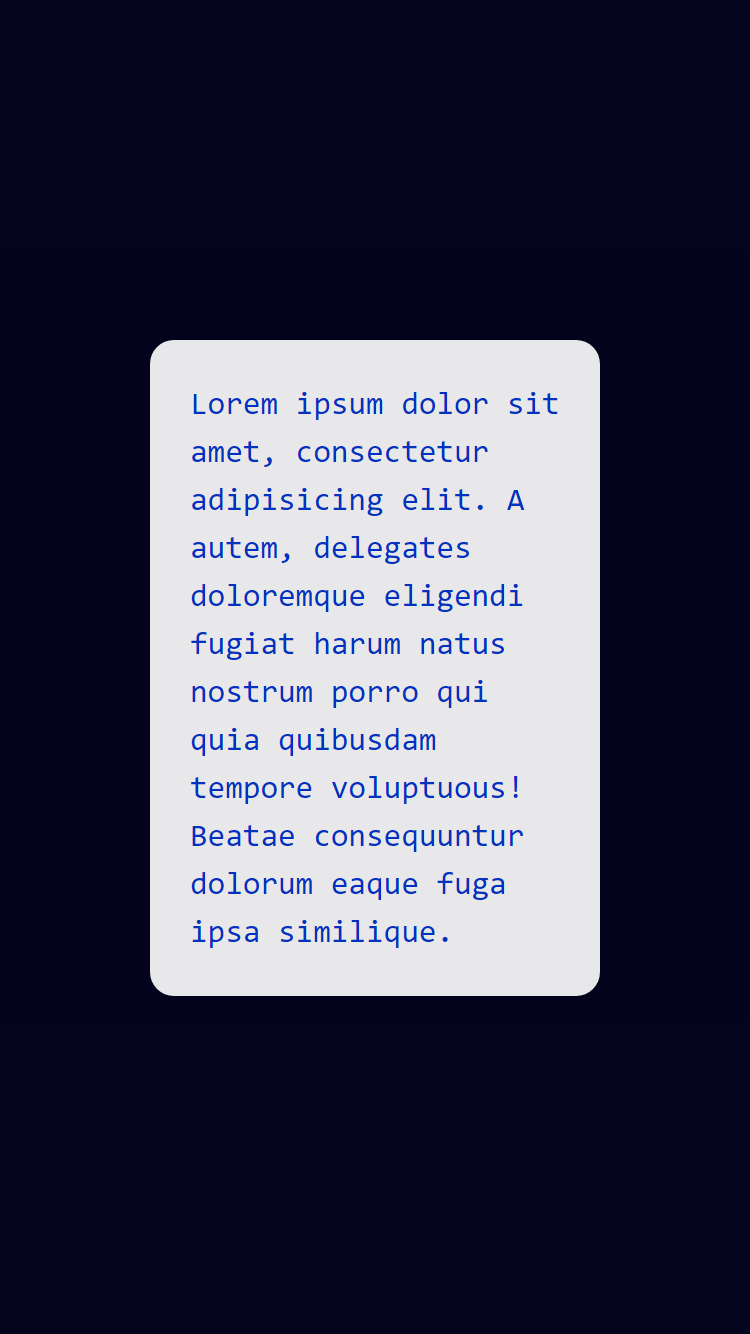 Lorem ipsum dolor sit
amet, consectetur
adipisicing elit. A
autem, delegates
doloremque eligendi
fugiat harum natus
nostrum porro qui
quia quibusdam
tempore voluptuous!
Beatae consequuntur
dolorum eaque fuga
ipsa similique.